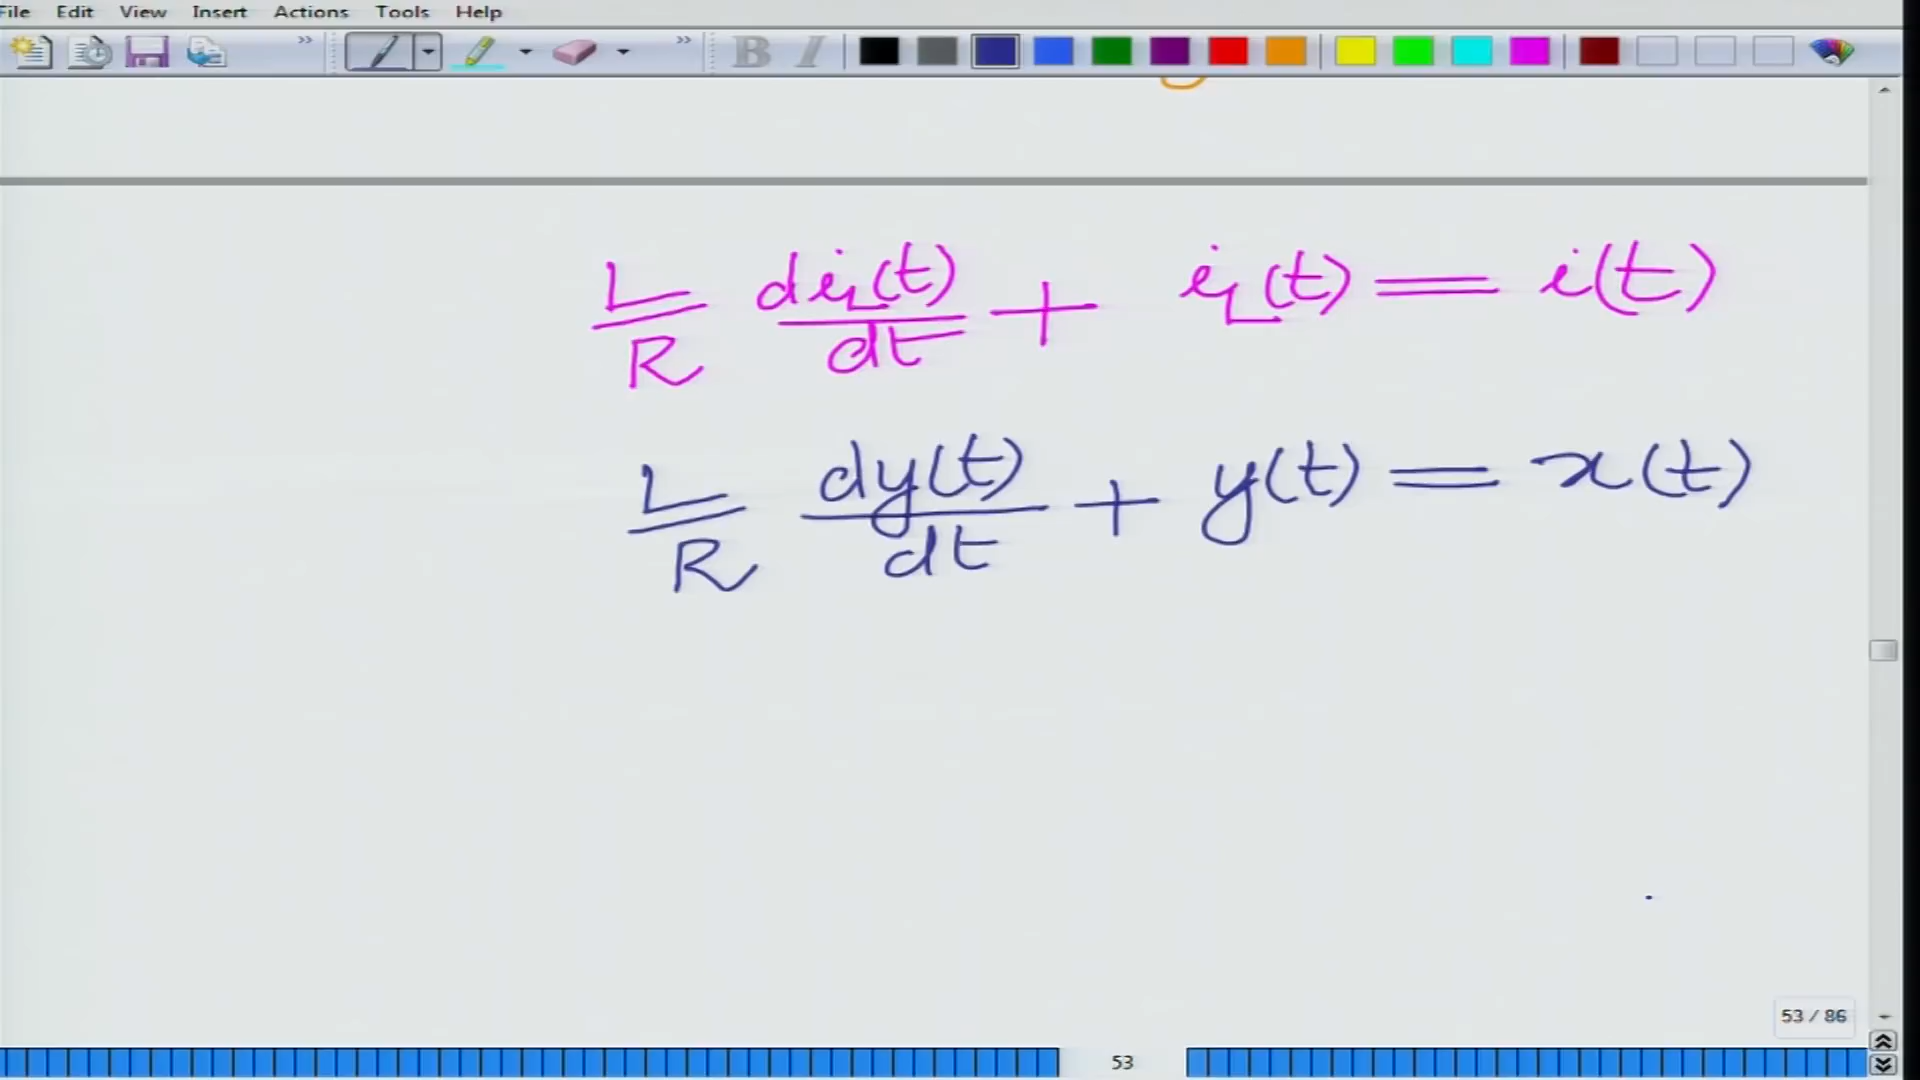 File Edit View Insert Actions Tools Help
B I
L/R di_L(t)/dt + i_L(t) = i(t)
L/R dy(t)/dt + y(t) = x(t)
53 / 86
53